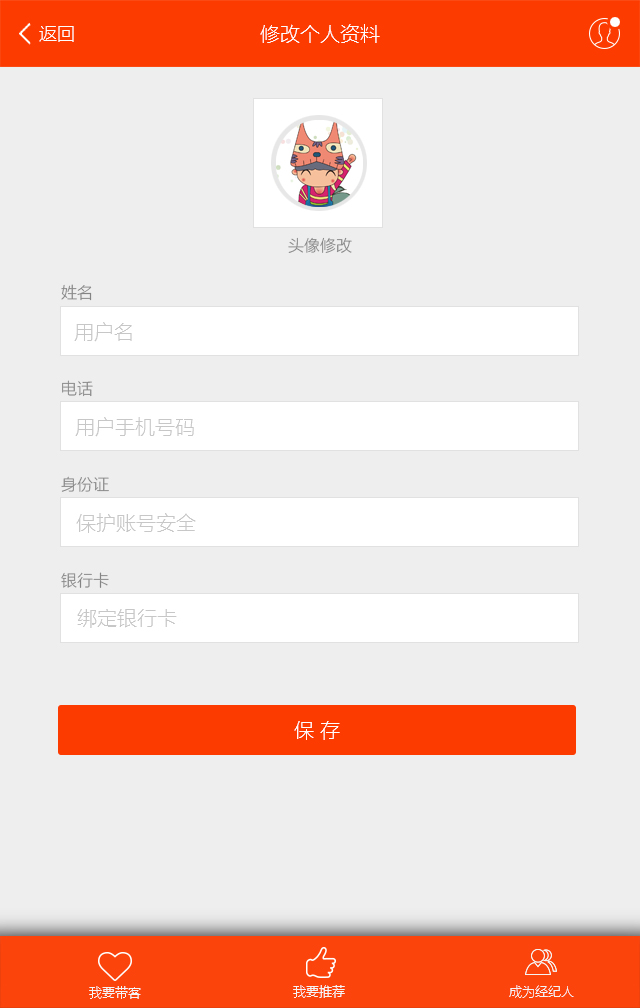 返回
修改个人资料
头像修改
姓名
用户名
电话
用户手机号码
身份证
保护账号安全
银行卡
绑定银行卡
保存
我要带客
我要推荐
成为经纪人